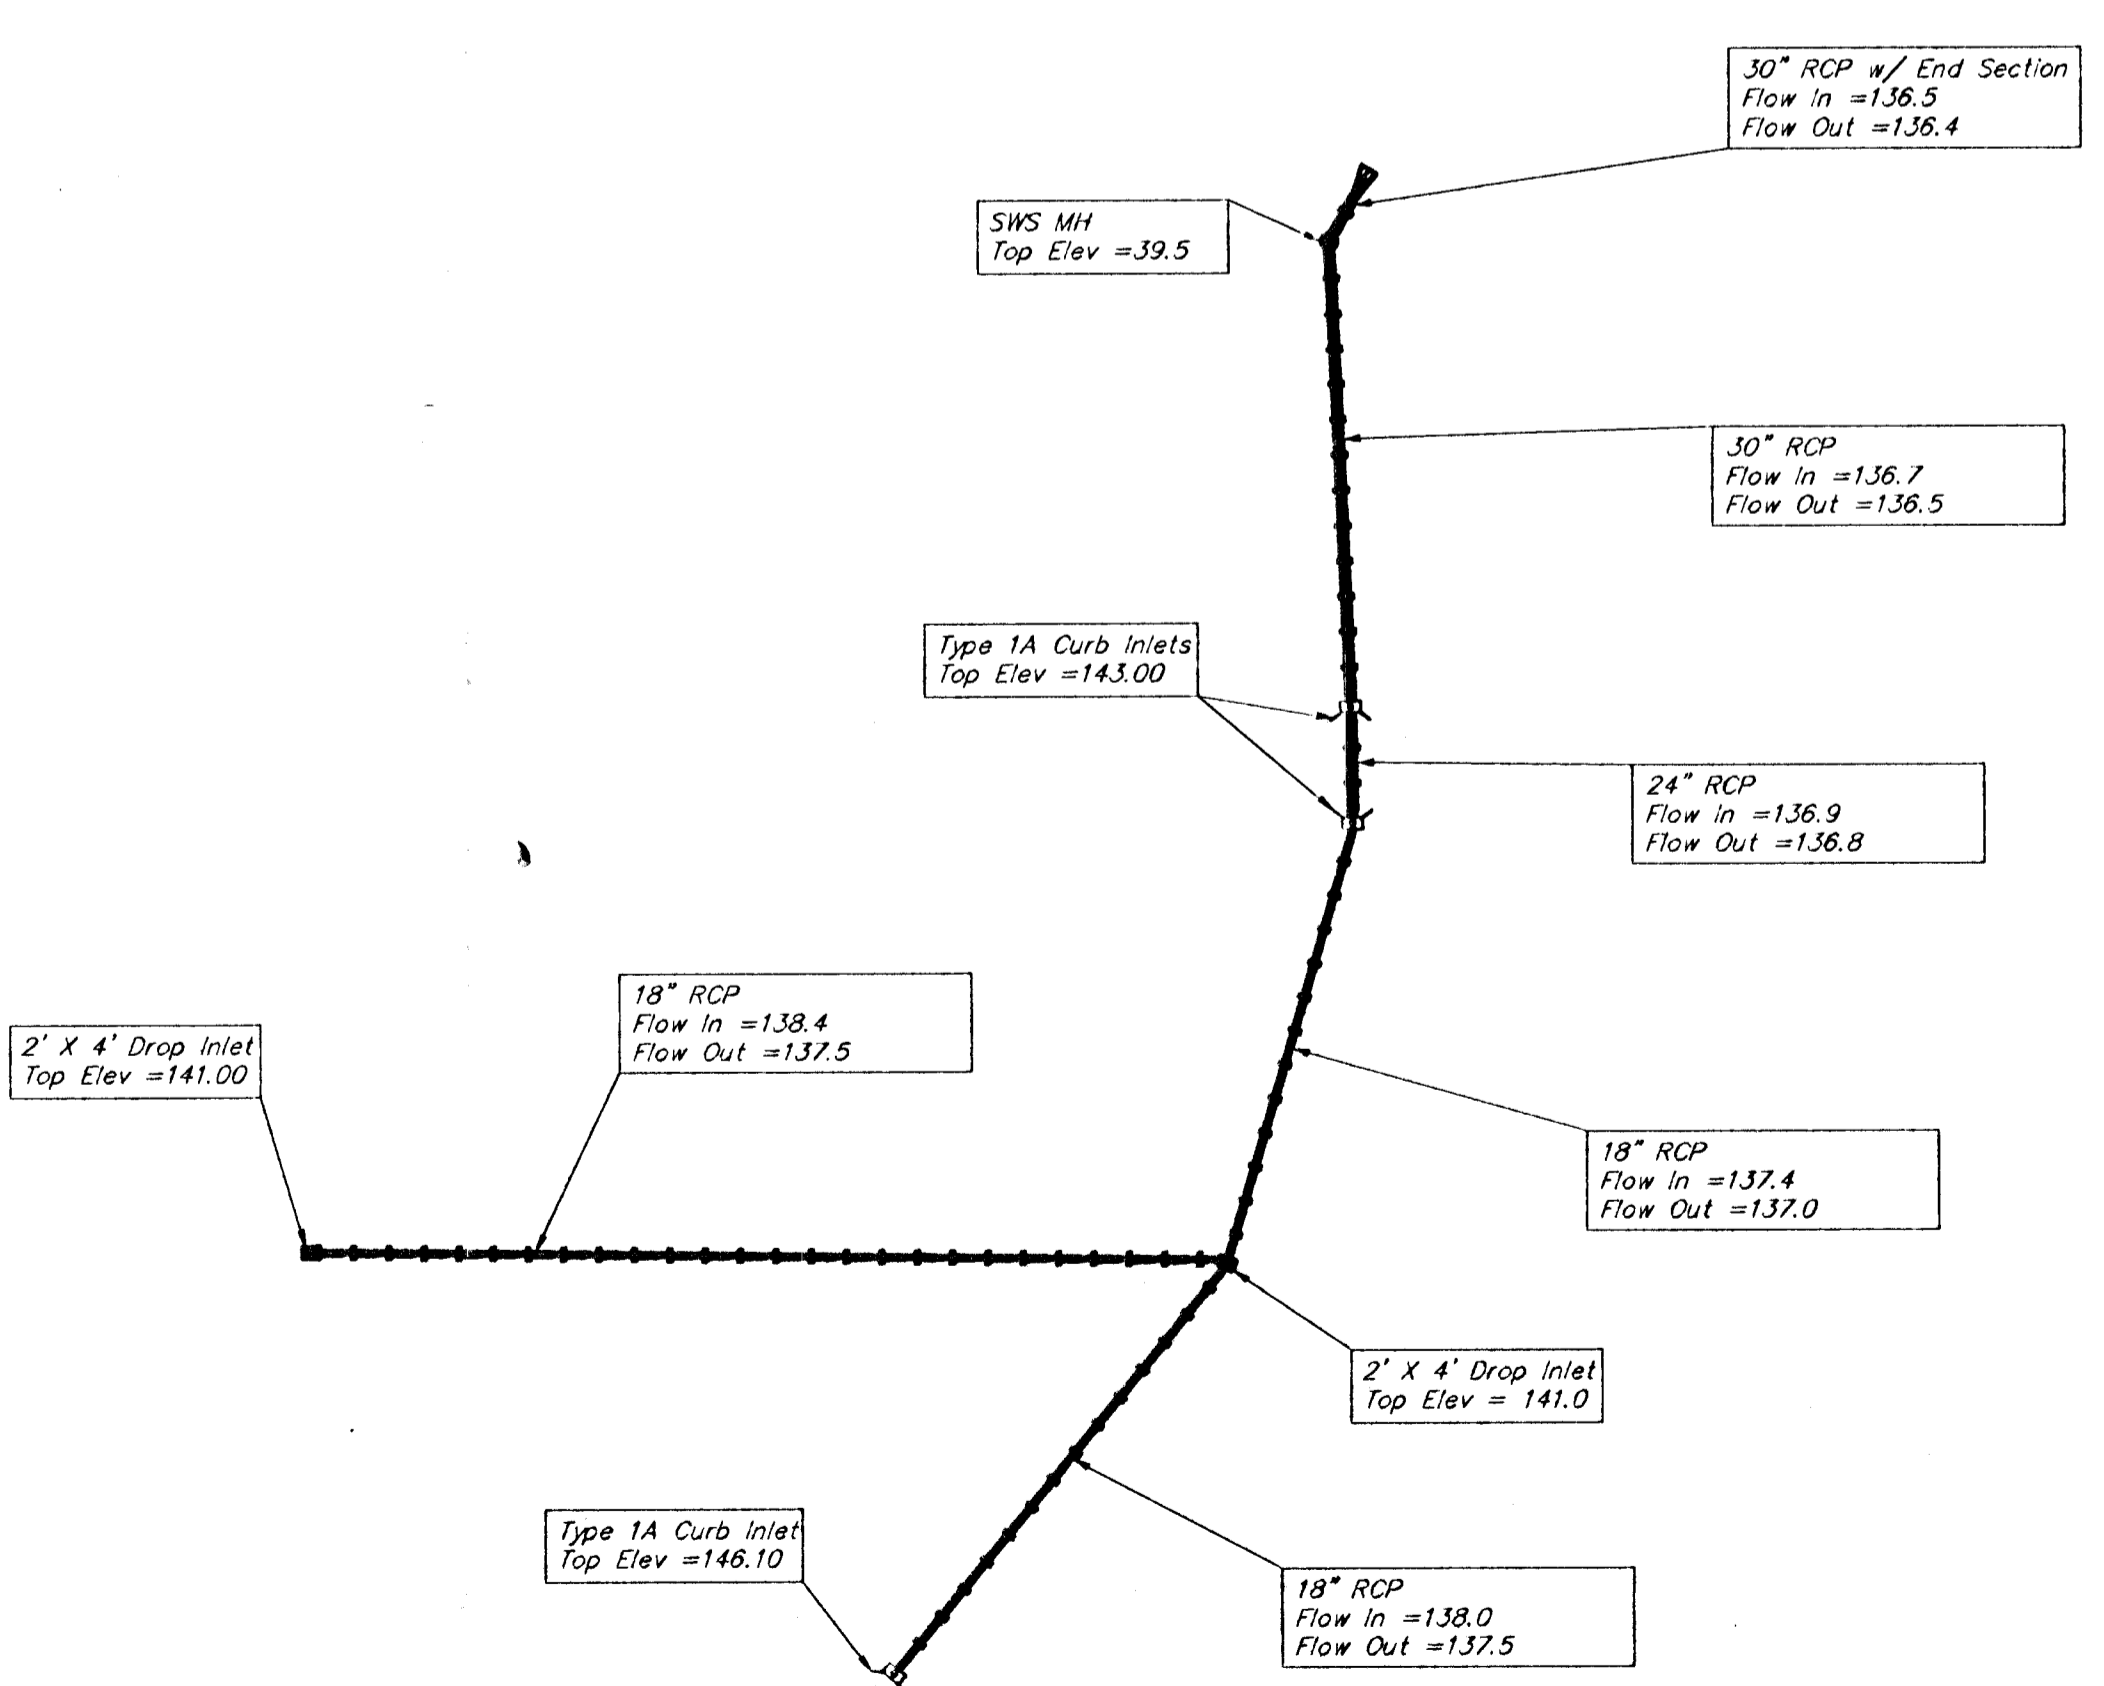 30" RCP w/ End Section
Flow In =136.5
Flow Out =136.4
SWS MH
Top Elev =39.5
30" RCP
Flow In =136.7
Flow Out =136.5
Type 1A Curb Inlets
Top Elev =143.00
24" RCP
Flow In =136.9
Flow Out =136.8
18" RCP
Flow In =138.4
Flow Out =137.5
2' X 4' Drop Inlet
Top Elev =141.00
18" RCP
Flow In =137.4
Flow Out =137.0
2' X 4' Drop Inlet
Top Elev = 141.0
Type 1A Curb Inlet
Top Elev =146.10
18" RCP
Flow In =138.0
Flow Out =137.5